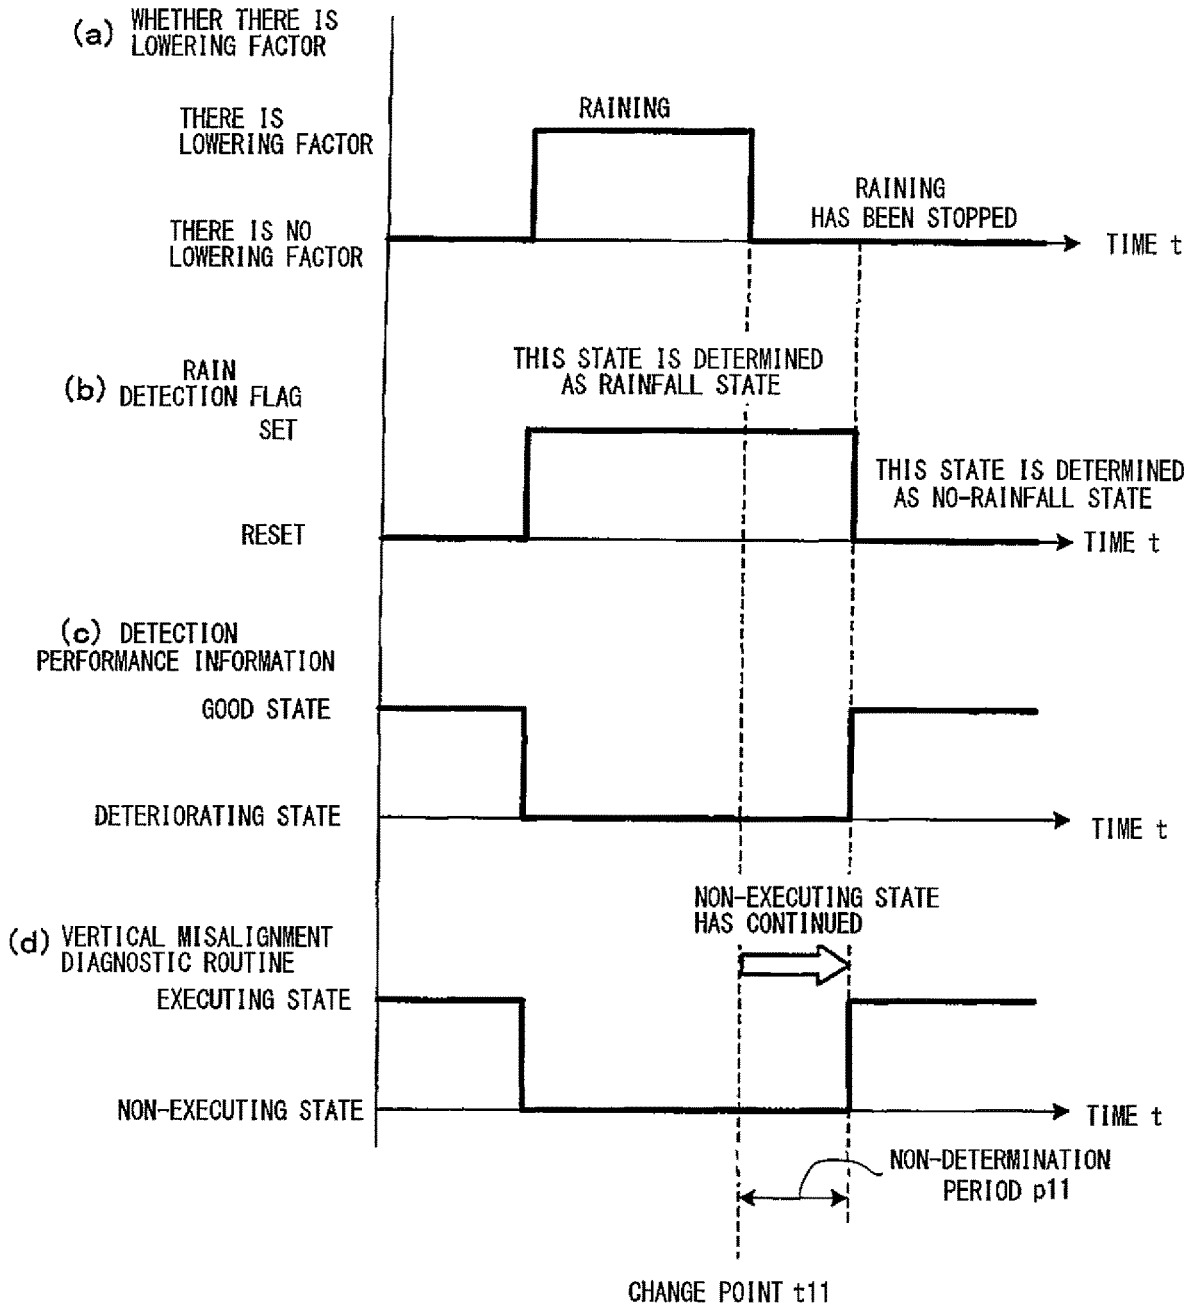 (a) WHETHER THERE IS
LOWERING FACTOR
THERE IS
LOWERING FACTOR
RAINING
THERE IS NO
LOWERING FACTOR
RAINING
HAS BEEN STOPPED
TIME t
(b) RAIN
DETECTION FLAG
SET
THIS STATE IS DETERMINED
AS RAINFALL STATE
THIS STATE IS DETERMINED
AS NO-RAINFALL STATE
RESET
TIME t
(c) DETECTION
PERFORMANCE INFORMATION
GOOD STATE
DETERIORATING STATE
TIME t
NON-EXECUTING STATE
HAS CONTINUED
(d) VERTICAL MISALIGNMENT
DIAGNOSTIC ROUTINE
EXECUTING STATE
NON-EXECUTING STATE
TIME t
NON-DETERMINATION
PERIOD p11
CHANGE POINT t11